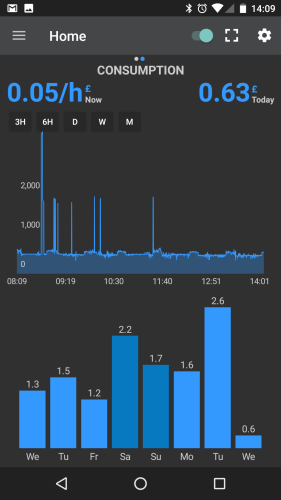 14:09
Home
CONSUMPTION
0.05/h £ Now 0.63 £ Today
3H 6H D W M
2,000
1,000
0
08:09 09:19 10:30 11:40 12:51 14:01
2.6
2.2
1.7
1.6
1.5
1.3
1.2
0.6
We Tu Fr Sa Su Mo Tu We